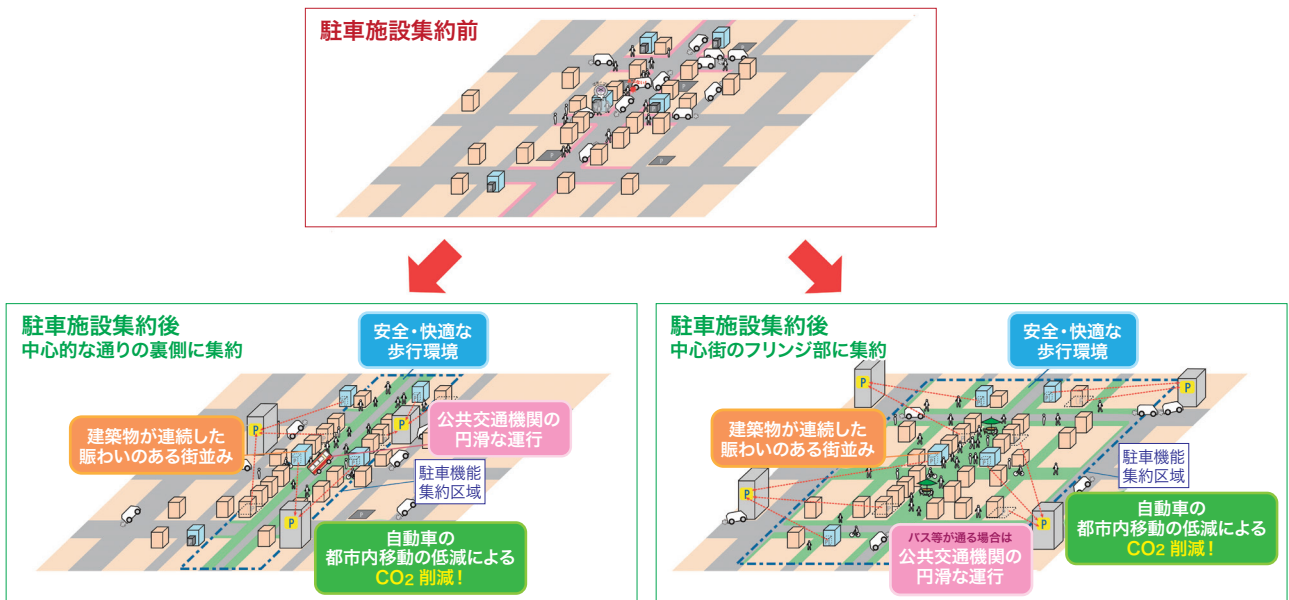 駐車施設集約前
駐車施設集約後
中心的な通りの裏側に集約
安全・快適な
歩行環境
建築物が連続した
賑わいのある街並み
公共交通機関の
円滑な運行
駐車機能
集約区域
自動車の
都市内移動の低減による
CO2 削減！
P
P
P
駐車施設集約後
中心街のフリンジ部に集約
安全・快適な
歩行環境
建築物が連続した
賑わいのある街並み
駐車機能
集約区域
バス等が通る場合は
公共交通機関の
円滑な運行
自動車の
都市内移動の低減による
CO2 削減！
P
P
P
P